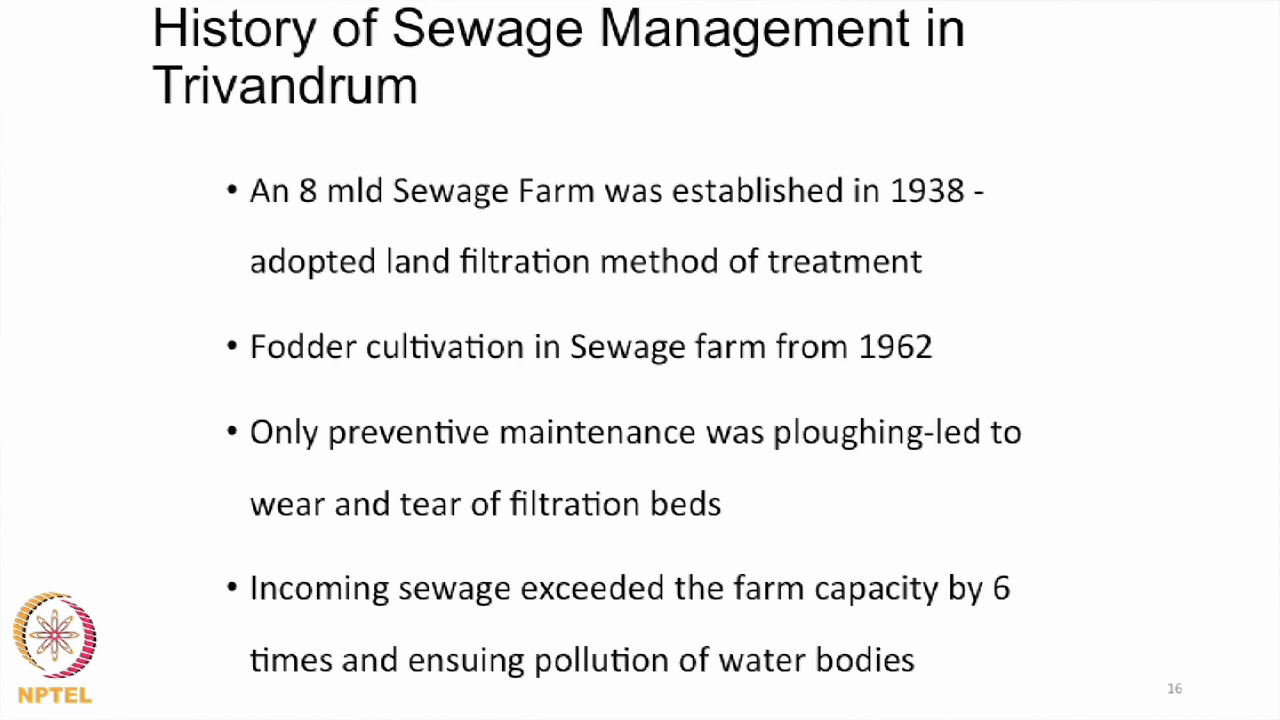 History of Sewage Management in
Trivandrum
• An 8 mld Sewage Farm was established in 1938 -
adopted land filtration method of treatment
• Fodder cultivation in Sewage farm from 1962
• Only preventive maintenance was ploughing-led to
wear and tear of filtration beds
• Incoming sewage exceeded the farm capacity by 6
times and ensuing pollution of water bodies
NPTEL
16